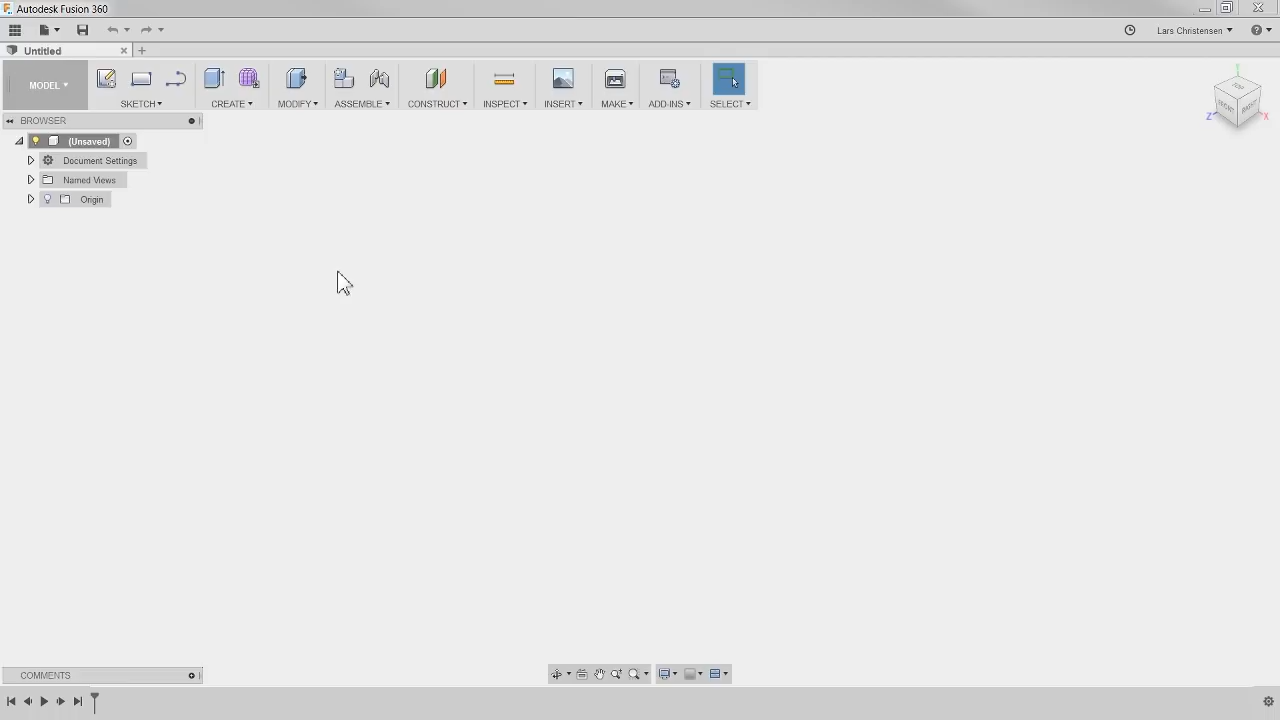 Autodesk Fusion 360
Lars Christensen
Untitled
MODEL
SKETCH
CREATE
MODIFY
ASSEMBLE
CONSTRUCT
INSPECT
INSERT
MAKE
ADD-INS
SELECT
TOP
Z
X
BROWSER
(Unsaved)
Document Settings
Named Views
Origin
COMMENTS